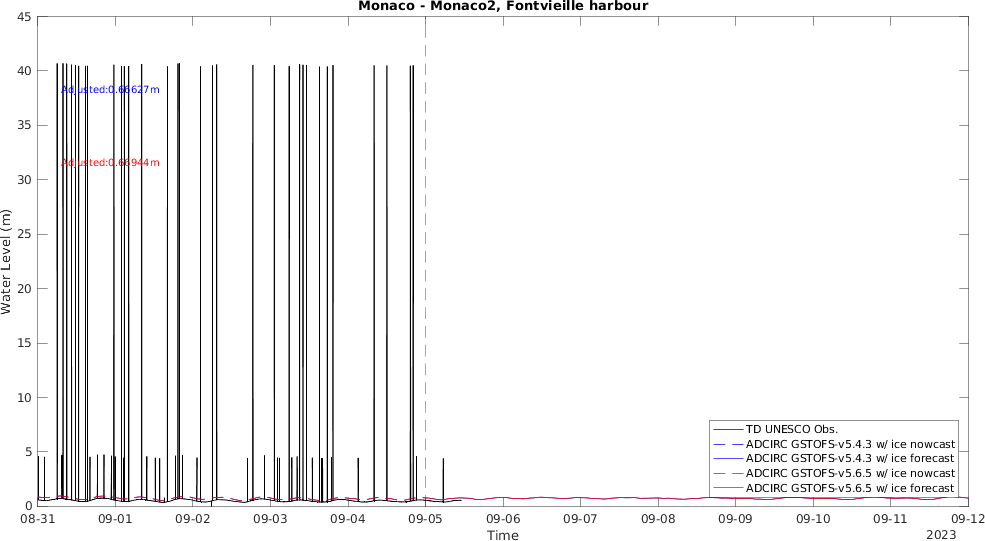 Monaco - Monaco2, Fontvieille harbour
45
40
35
30
25
20
15
10
5
0
Water Level (m)
Adjusted:0.66627m
Adjusted:0.66944m
TD UNESCO Obs.
ADCIRC GSTOFS-v5.4.3 w/ ice nowcast
ADCIRC GSTOFS-v5.4.3 w/ ice forecast
ADCIRC GSTOFS-v5.6.5 w/ ice nowcast
ADCIRC GSTOFS-v5.6.5 w/ ice forecast
08-31 09-01 09-02 09-03 09-04 09-05 09-06 09-07 09-08 09-09 09-10 09-11 09-12
Time
2023